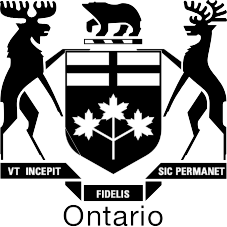 VT INCEPIT SIC PERMANET
FIDELIS
Ontario